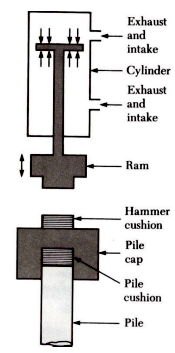 Exhaust
and
intake
Cylinder
Exhaust
and
intake
Ram
Hammer
cushion
Pile
cap
Pile
cushion
Pile